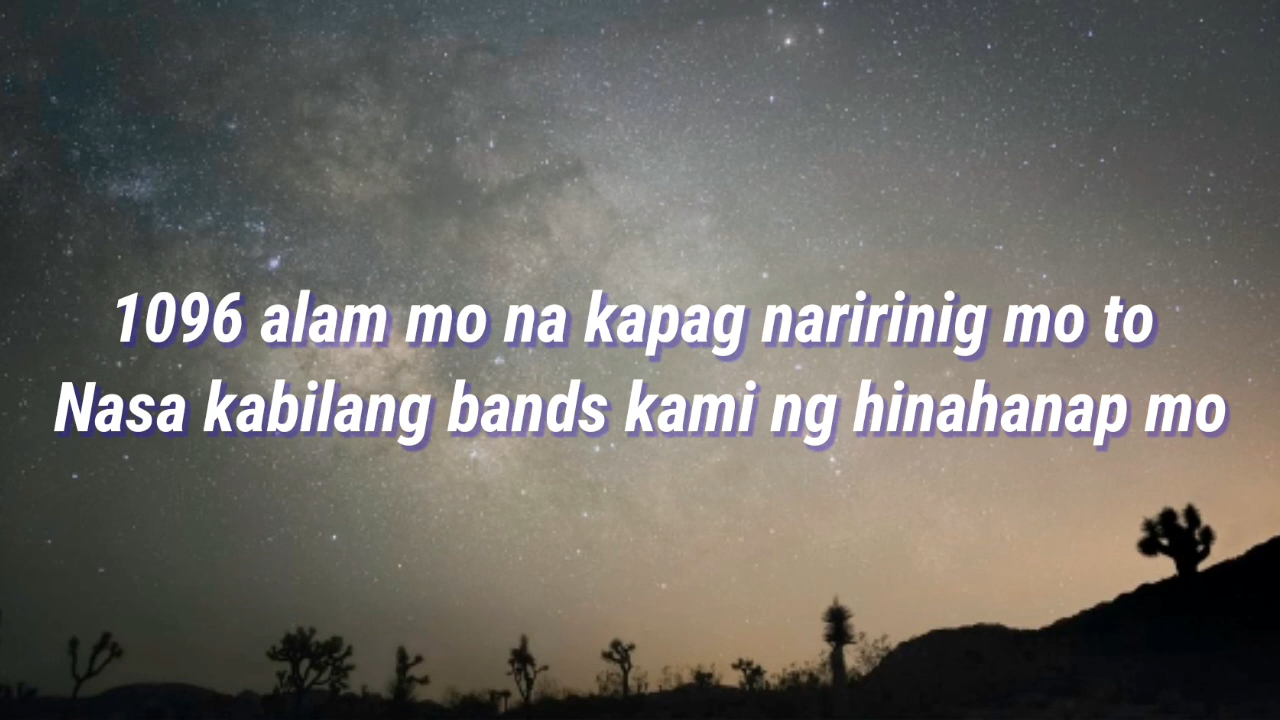 1096 alam mo na kapag naririnig mo to
Nasa kabilang bands kami ng hinahanap mo